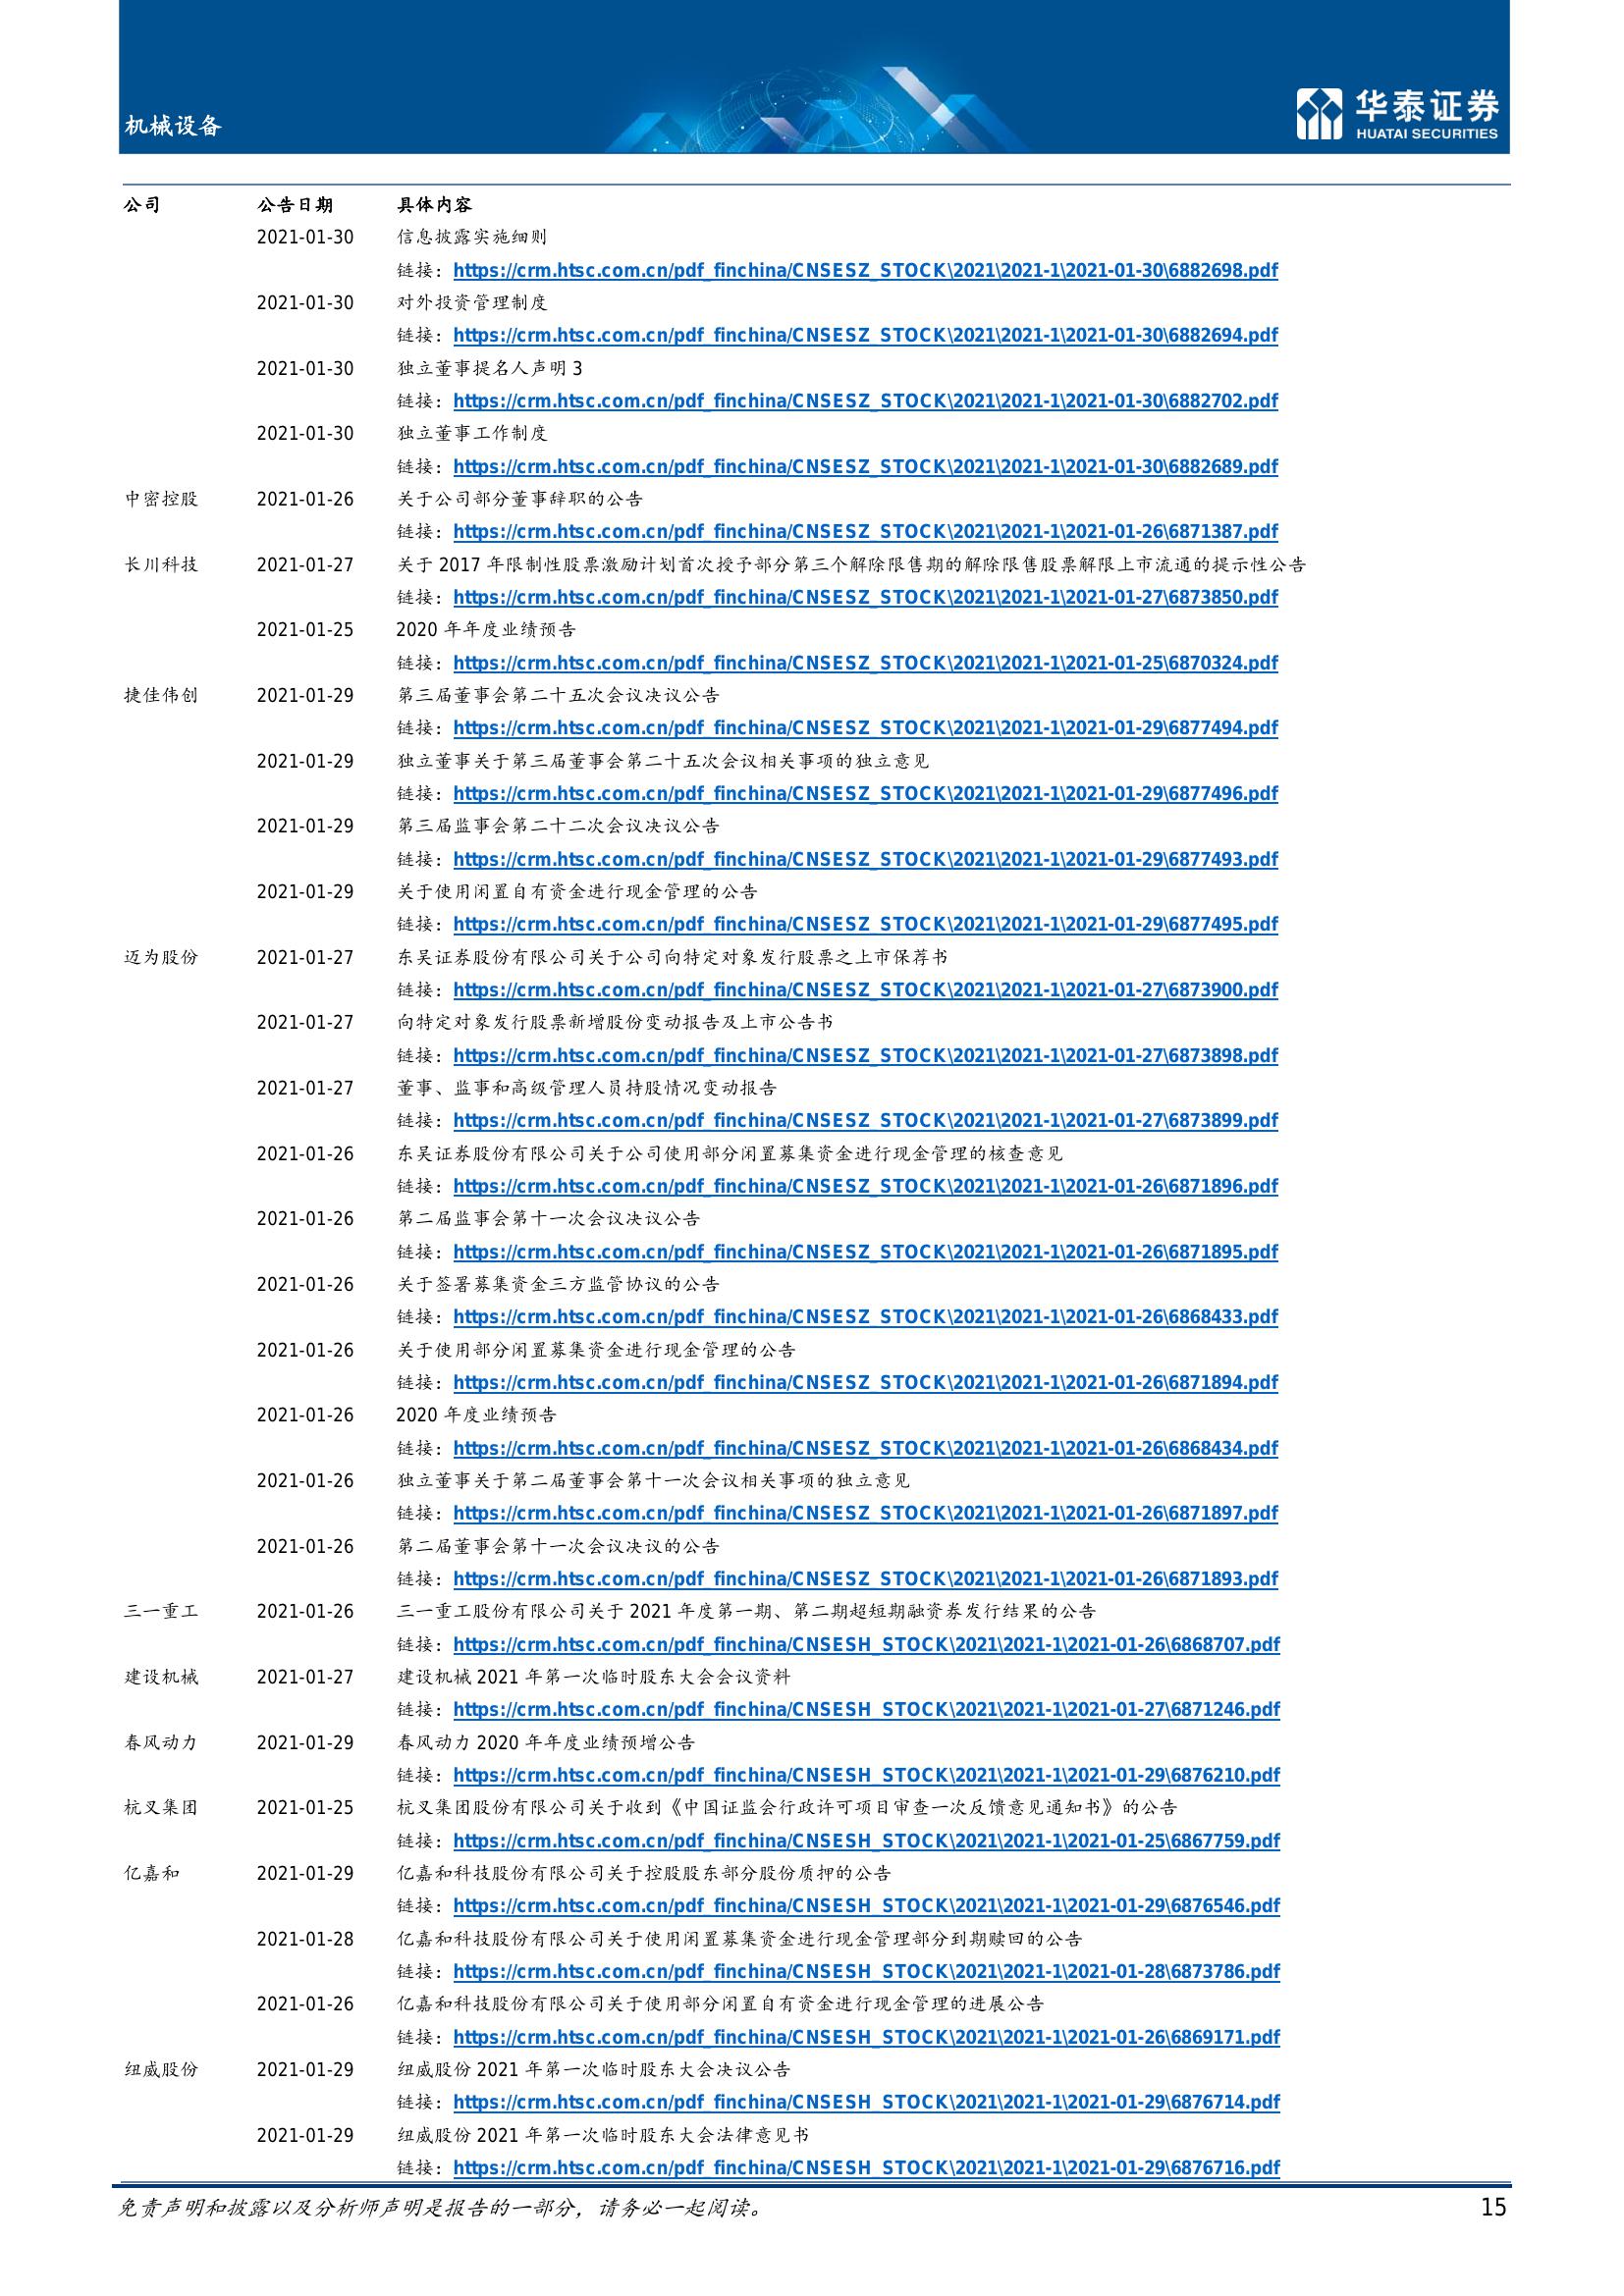 机械设备
华泰证券
HUATAI SECURITIES
公司 公告日期 具体内容
2021-01-30 信息披露实施细则
链接：https://crm.htsc.com.cn/pdf_finchina/CNSESZ_STOCK\2021\2021-1\2021-01-30\6882698.pdf
2021-01-30 对外投资管理制度
链接：https://crm.htsc.com.cn/pdf_finchina/CNSESZ_STOCK\2021\2021-1\2021-01-30\6882694.pdf
2021-01-30 独立董事提名人声明 3
链接：https://crm.htsc.com.cn/pdf_finchina/CNSESZ_STOCK\2021\2021-1\2021-01-30\6882702.pdf
2021-01-30 独立董事工作制度
链接：https://crm.htsc.com.cn/pdf_finchina/CNSESZ_STOCK\2021\2021-1\2021-01-30\6882689.pdf
中密控股 2021-01-26 关于公司部分董事辞职的公告
链接：https://crm.htsc.com.cn/pdf_finchina/CNSESZ_STOCK\2021\2021-1\2021-01-26\6871387.pdf
长川科技 2021-01-27 关于 2017 年限制性股票激励计划首次授予部分第三个解除限售期的解除限售股票解限上市流通的提示性公告
链接：https://crm.htsc.com.cn/pdf_finchina/CNSESZ_STOCK\2021\2021-1\2021-01-27\6873850.pdf
2021-01-25 2020 年年度业绩预告
链接：https://crm.htsc.com.cn/pdf_finchina/CNSESZ_STOCK\2021\2021-1\2021-01-25\6870324.pdf
捷佳伟创 2021-01-29 第三届董事会第二十五次会议决议公告
链接：https://crm.htsc.com.cn/pdf_finchina/CNSESZ_STOCK\2021\2021-1\2021-01-29\6877494.pdf
2021-01-29 独立董事关于第三届董事会第二十五次会议相关事项的独立意见
链接：https://crm.htsc.com.cn/pdf_finchina/CNSESZ_STOCK\2021\2021-1\2021-01-29\6877496.pdf
2021-01-29 第三届监事会第二十二次会议决议公告
链接：https://crm.htsc.com.cn/pdf_finchina/CNSESZ_STOCK\2021\2021-1\2021-01-29\6877493.pdf
2021-01-29 关于使用闲置自有资金进行现金管理的公告
链接：https://crm.htsc.com.cn/pdf_finchina/CNSESZ_STOCK\2021\2021-1\2021-01-29\6877495.pdf
迈为股份 2021-01-27 东吴证券股份有限公司关于公司向特定对象发行股票之上市保荐书
链接：https://crm.htsc.com.cn/pdf_finchina/CNSESZ_STOCK\2021\2021-1\2021-01-27\6873900.pdf
2021-01-27 向特定对象发行股票新增股份变动报告及上市公告书
链接：https://crm.htsc.com.cn/pdf_finchina/CNSESZ_STOCK\2021\2021-1\2021-01-27\6873898.pdf
2021-01-27 董事、监事和高级管理人员持股情况变动报告
链接：https://crm.htsc.com.cn/pdf_finchina/CNSESZ_STOCK\2021\2021-1\2021-01-27\6873899.pdf
2021-01-26 东吴证券股份有限公司关于公司使用部分闲置募集资金进行现金管理的核查意见
链接：https://crm.htsc.com.cn/pdf_finchina/CNSESZ_STOCK\2021\2021-1\2021-01-26\6871896.pdf
2021-01-26 第二届监事会第十一次会议决议公告
链接：https://crm.htsc.com.cn/pdf_finchina/CNSESZ_STOCK\2021\2021-1\2021-01-26\6871895.pdf
2021-01-26 关于签署募集资金三方监管协议的公告
链接：https://crm.htsc.com.cn/pdf_finchina/CNSESZ_STOCK\2021\2021-1\2021-01-26\6868433.pdf
2021-01-26 关于使用部分闲置募集资金进行现金管理的公告
链接：https://crm.htsc.com.cn/pdf_finchina/CNSESZ_STOCK\2021\2021-1\2021-01-26\6871894.pdf
2021-01-26 2020 年度业绩预告
链接：https://crm.htsc.com.cn/pdf_finchina/CNSESZ_STOCK\2021\2021-1\2021-01-26\6868434.pdf
2021-01-26 独立董事关于第二届董事会第十一次会议相关事项的独立意见
链接：https://crm.htsc.com.cn/pdf_finchina/CNSESZ_STOCK\2021\2021-1\2021-01-26\6871897.pdf
2021-01-26 第二届董事会第十一次会议决议的公告
链接：https://crm.htsc.com.cn/pdf_finchina/CNSESZ_STOCK\2021\2021-1\2021-01-26\6871893.pdf
三一重工 2021-01-26 三一重工股份有限公司关于 2021 年度第一期、第二期超短期融资券发行结果的公告
链接：https://crm.htsc.com.cn/pdf_finchina/CNSESH_STOCK\2021\2021-1\2021-01-26\6868707.pdf
建设机械 2021-01-27 建设机械 2021 年第一次临时股东大会会议资料
链接：https://crm.htsc.com.cn/pdf_finchina/CNSESH_STOCK\2021\2021-1\2021-01-27\6871246.pdf
春风动力 2021-01-29 春风动力 2020 年年度业绩预增公告
链接：https://crm.htsc.com.cn/pdf_finchina/CNSESH_STOCK\2021\2021-1\2021-01-29\6876210.pdf
杭叉集团 2021-01-25 杭叉集团股份有限公司关于收到《中国证监会行政许可项目审查一次反馈意见通知书》的公告
链接：https://crm.htsc.com.cn/pdf_finchina/CNSESH_STOCK\2021\2021-1\2021-01-25\6867759.pdf
亿嘉和 2021-01-29 亿嘉和科技股份有限公司关于控股股东部分股份质押的公告
链接：https://crm.htsc.com.cn/pdf_finchina/CNSESH_STOCK\2021\2021-1\2021-01-29\6876546.pdf
2021-01-28 亿嘉和科技股份有限公司关于使用闲置募集资金进行现金管理部分到期赎回的公告
链接：https://crm.htsc.com.cn/pdf_finchina/CNSESH_STOCK\2021\2021-1\2021-01-28\6873786.pdf
2021-01-26 亿嘉和科技股份有限公司关于使用部分闲置自有资金进行现金管理的进展公告
链接：https://crm.htsc.com.cn/pdf_finchina/CNSESH_STOCK\2021\2021-1\2021-01-26\6869171.pdf
纽威股份 2021-01-29 纽威股份 2021 年第一次临时股东大会决议公告
链接：https://crm.htsc.com.cn/pdf_finchina/CNSESH_STOCK\2021\2021-1\2021-01-29\6876714.pdf
2021-01-29 纽威股份 2021 年第一次临时股东大会法律意见书
链接：https://crm.htsc.com.cn/pdf_finchina/CNSESH_STOCK\2021\2021-1\2021-01-29\6876716.pdf
免责声明和披露以及分析师声明是报告的一部分，请务必一起阅读。 15